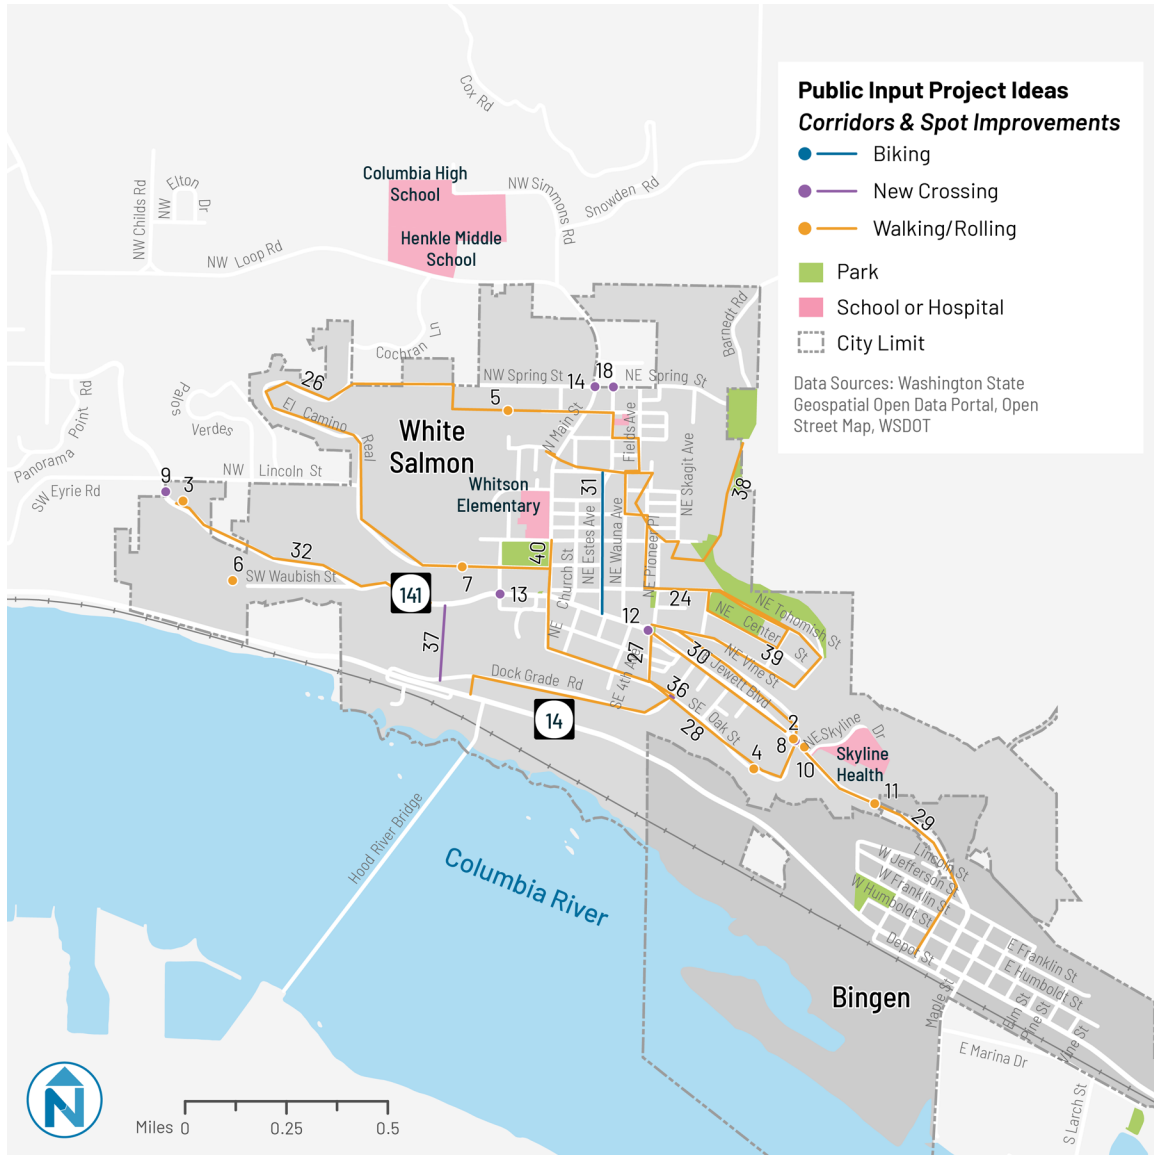 Public Input Project Ideas
Corridors & Spot Improvements
Biking
New Crossing
Walking/Rolling
Park
School or Hospital
City Limit
Data Sources: Washington State
Geospatial Open Data Portal, Open
Street Map, WSDOT
Cox Rd
Columbia High
School
Henkle Middle
School
NW Simmons Rd
Snowden Rd
NW Childs Rd
NW Elton Dr
NW Loop Rd
Barnedt Rd
Cochran Ln
NW Spring St
14
18
NE Spring St
26
5
El Camino Real
White
Salmon
N Main St
Fields Ave
NE Skagit Ave
Palos
Verdes
Point Rd
Panorama
SW Eyrie Rd
NW Lincoln St
9
3
Whitson
Elementary
31
38
40
NE Church St
NE Estes Ave
NE Wauna Ave
NE Pioneer Pl
32
6
SW Waubish St
141
7
13
24
NE Tohomish St
NE Center St
12
27
37
39
30
NE Vine St
Jewett Blvd
Dock Grade Rd
SE 4th Ave
36
SE Oak St
28
14
2
8
NE Skyline Dr
4
10
Skyline
Health
11
29
Hood River Bridge
Columbia River
Lincoln St
W Jefferson St
W Franklin St
W Humboldt St
Depot St
E Franklin St
E Humboldt St
Bingen
Maple St
Elm St
Pine St
Vine St
E Marina Dr
S Larch St
N
Miles 0 0.25 0.5